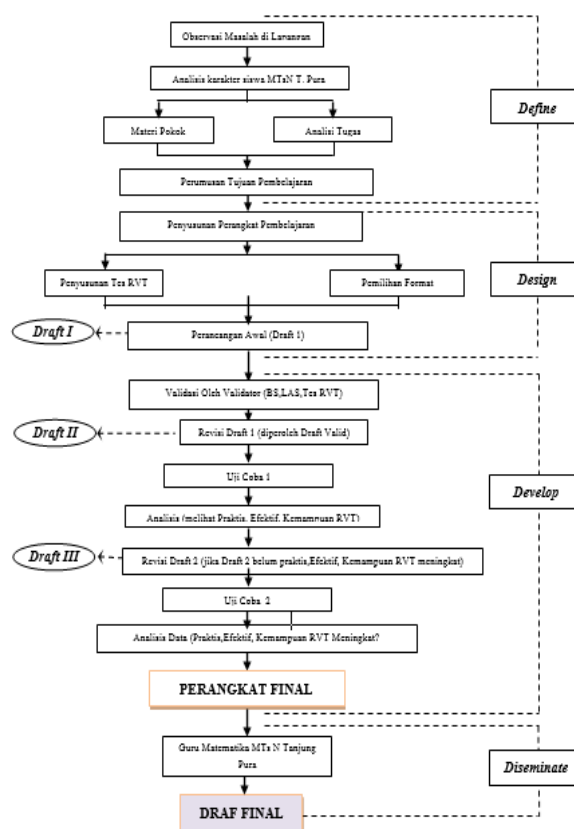 Observasi Masalah di Lapangan
Analisis karakter siswa MTsN T. Pura
Define
Materi Pokok
Analisi Tugas
Perumusan Tujuan Pembelajaran
Penyusunan Perangkat Pembelajaran
Design
Penyusunan Tes RVT
Pemilihan Format
Draft I
Perancangan Awal (Draft 1)
Validasi Oleh Validator (BS,LAS,Tes RVT)
Draft II
Revisi Draft 1 (diperoleh Draft Valid)
Uji Coba 1
Develop
Analisis (melihat Praktis, Efektif, Kemampuan RVT)
Draft III
Revisi Draft 2 (jika Draft 2 belum praktis,Efektif, Kemampuan RVT meningkat)
Uji Coba 2
Analisis Data (Praktis,Efektif, Kemampuan RVT Meningkat?
PERANGKAT FINAL
Guru Matematika MTs N Tanjung
Pura
Diseminate
DRAF FINAL